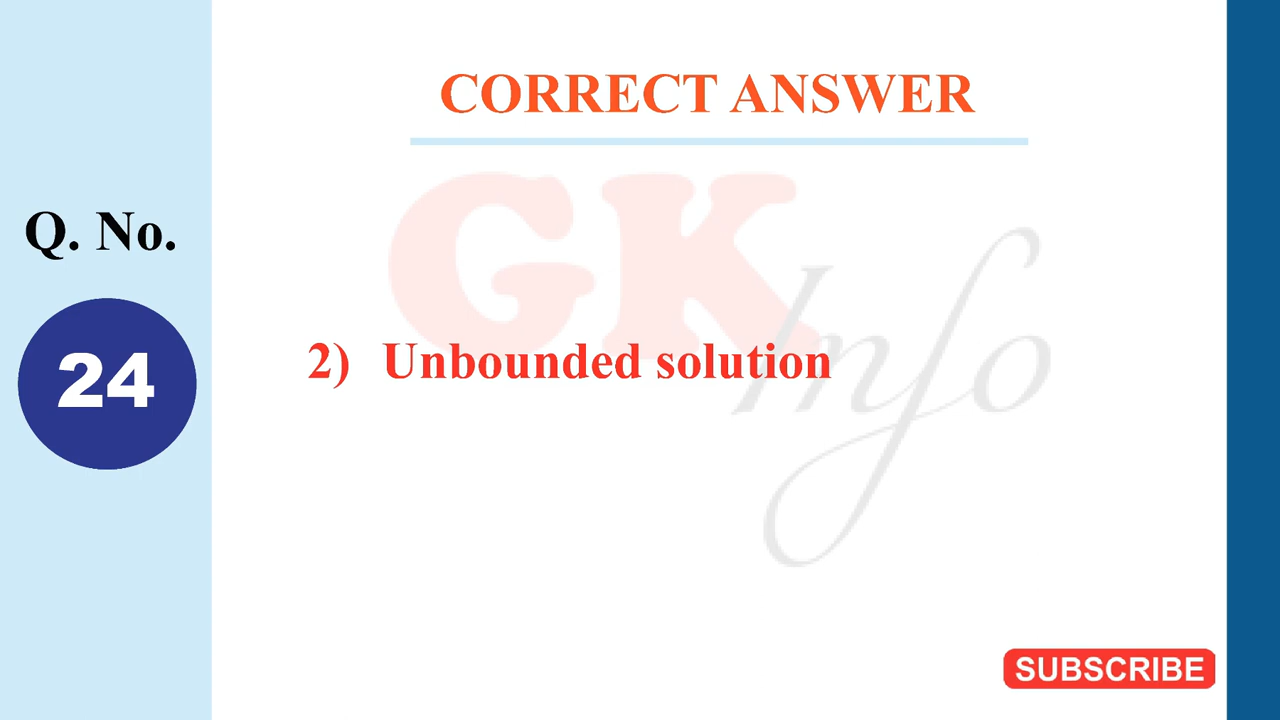 CORRECT ANSWER
GK Info
Q. No.
24
2) Unbounded solution
SUBSCRIBE